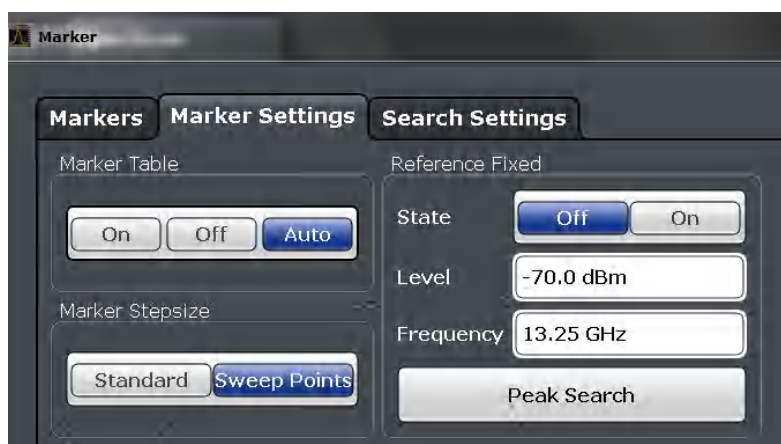 Marker
Markers Marker Settings Search Settings
Marker Table
On Off Auto
Marker Stepsize
Standard Sweep Points
Reference Fixed
State Off On
Level -70.0 dBm
Frequency 13.25 GHz
Peak Search